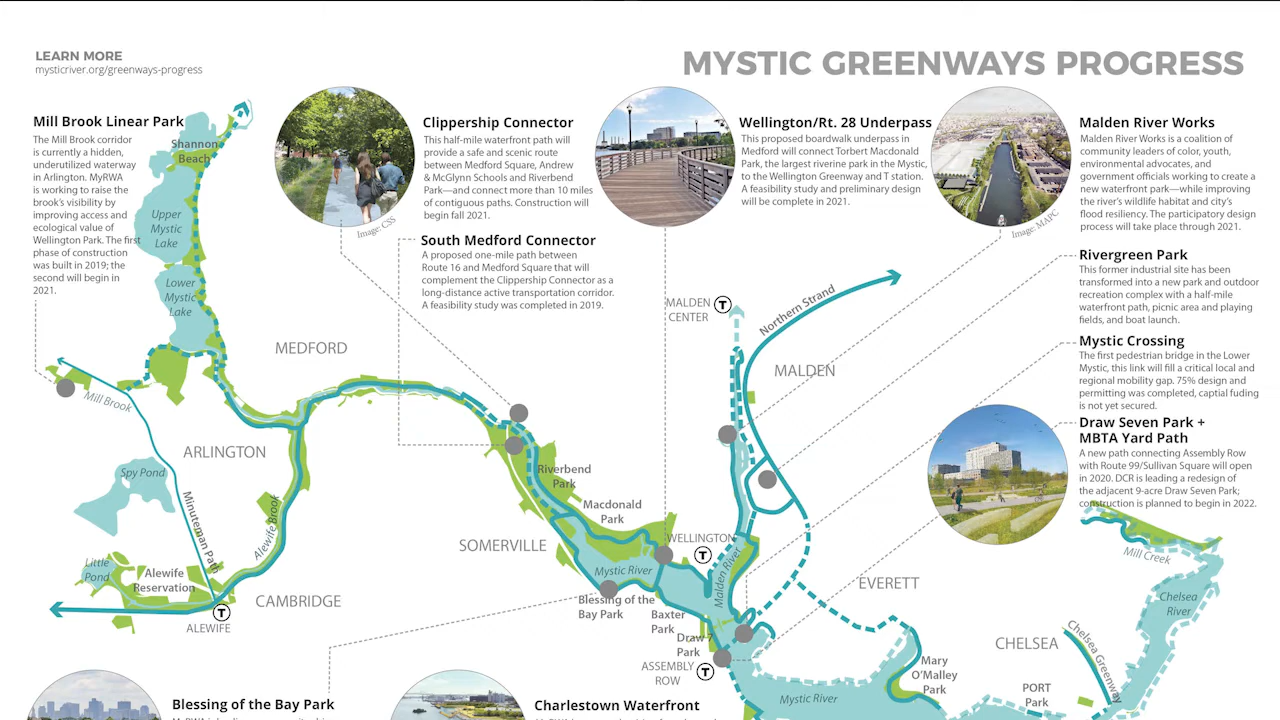 LEARN MORE
mysticriver.org/greenways-progress
MYSTIC GREENWAYS PROGRESS
Mill Brook Linear Park
The Mill Brook corridor
is currently a hidden,
underutilized waterway
in Arlington. MyRWA
is working to raise the
brook's visibility by
improving access and
ecological value of
Wellington Park. The first
phase of construction
was built in 2019; the
second will begin in
2021.
Clippership Connector
This half-mile waterfront path will
provide a safe and scenic route
between Medford Square, Andrew
& McGlynn Schools and Riverbend
Park—and connect more than 10 miles
of contiguous paths. Construction will
begin fall 2021.
Image: CSS
South Medford Connector
A proposed one-mile path between
Route 16 and Medford Square that will
complement the Clippership Connector as a
long-distance active transportation corridor.
A feasibility study was completed in 2019.
Wellington/Rt. 28 Underpass
This proposed boardwalk underpass in
Medford will connect Torbert Macdonald
Park, the largest riverine park in the Mystic,
to the Wellington Greenway and T station.
A feasibility study and preliminary design
will be complete in 2021.
Image: MAPC
Malden River Works
Malden River Works is a coalition of
community leaders of color, youth,
environmental advocates, and
government officials working to create a
new waterfront park—while improving
the river's wildlife habitat and city's
flood resiliency. The participatory design
process will take place through 2021.
Rivergreen Park
This former industrial site has been
transformed into a new park and outdoor
recreation complex with a half-mile
waterfront path, picnic area and playing
fields, and boat launch.
Mystic Crossing
The first pedestrian bridge in the Lower
Mystic, this link will fill a critical local and
regional mobility gap. 75% design and
permitting was completed, captial fuding
is not yet secured.
Draw Seven Park +
MBTA Yard Path
A new path connecting Assembly Row
with Route 99/Sullivan Square will open
in 2020. DCR is leading a redesign of
the adjacent 9-acre Draw Seven Park;
construction is planned to begin in 2022.
Shannon
Beach
Upper
Mystic
Lake
Lower
Mystic
Lake
MEDFORD
MALDEN
CENTER
T
Northern Strand
MALDEN
Mill Brook
ARLINGTON
Spy Pond
Minuteman Path
Alewife Brook
Little
Pond
Alewife
Reservation
CAMBRIDGE
T
ALEWIFE
Riverbend
Park
Macdonald
Park
SOMERVILLE
WELLINGTON
T
Mystic River
Malden River
Blessing of the
Bay Park
Baxter
Park
Draw 7
Park
ASSEMBLY
ROW
T
EVERETT
Mill Creek
Chelsea
River
CHELSEA
Chelsea Greenway
Mary
O'Malley
Park
PORT
Park
Mystic River
Blessing of the Bay Park
Charlestown Waterfront